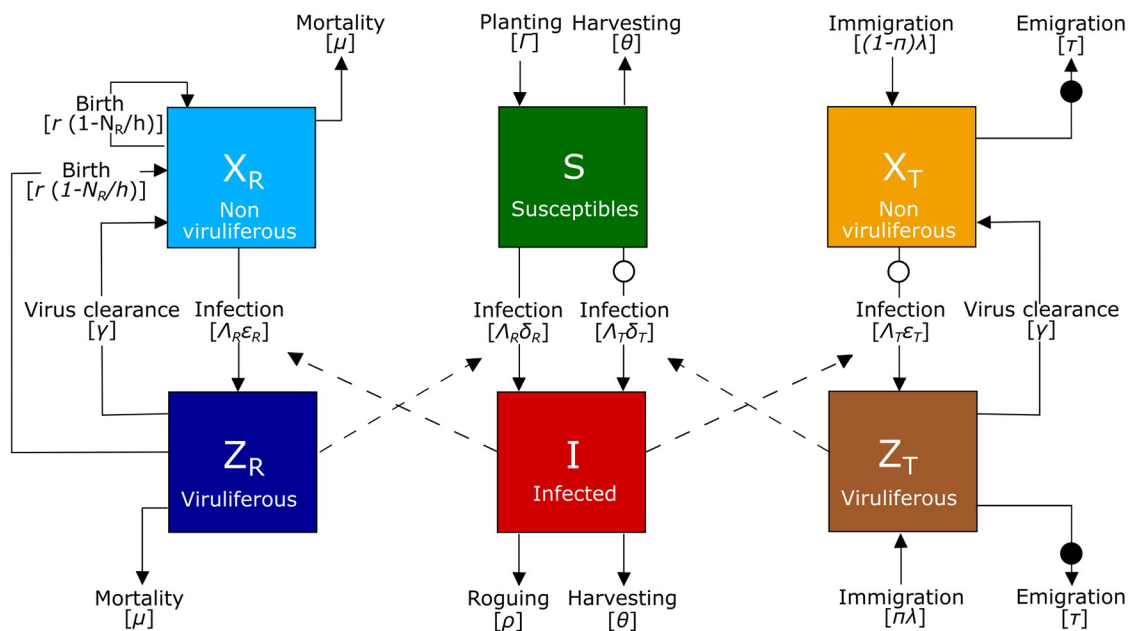 Mortality
[μ]
Planting
[Γ]
Harvesting
[θ]
Immigration
[(1-π)λ]
Emigration
[τ]
Birth
[r (1-N_R/h)]
Birth
[r (1-N_R/h)]
X_R
Non
viruliferous
S
Susceptibles
X_T
Non
viruliferous
Virus clearance
[γ]
Infection
[Λ_Rε_R]
Infection
[Λ_Rδ_R]
Infection
[Λ_Tδ_T]
Infection
[Λ_Tε_T]
Virus clearance
[γ]
Z_R
Viruliferous
I
Infected
Z_T
Viruliferous
Mortality
[μ]
Roguing
[ρ]
Harvesting
[θ]
Immigration
[πλ]
Emigration
[τ]